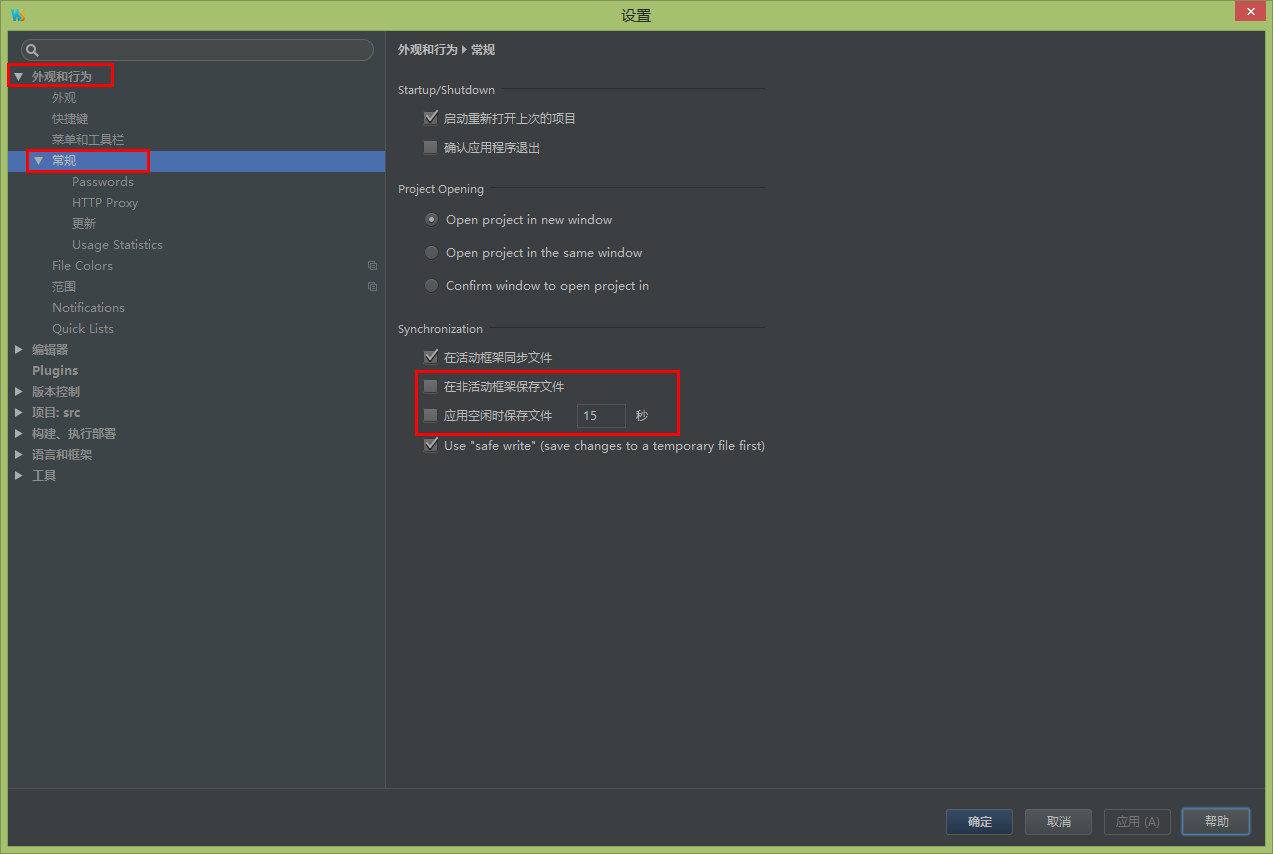 设置
外观和行为
外观
快捷键
菜单和工具栏
常规
Passwords
HTTP Proxy
更新
Usage Statistics
File Colors
范围
Notifications
Quick Lists
编辑器
Plugins
版本控制
项目: src
构建、执行部署
语言和框架
工具
外观和行为 常规
Startup/Shutdown
启动重新打开上次的项目
确认应用程序退出
Project Opening
Open project in new window
Open project in the same window
Confirm window to open project in
Synchronization
在活动框架同步文件
在非活动框架保存文件
应用空闲时保存文件 15 秒
Use "safe write" (save changes to a temporary file first)
确定 取消 应用 (A) 帮助